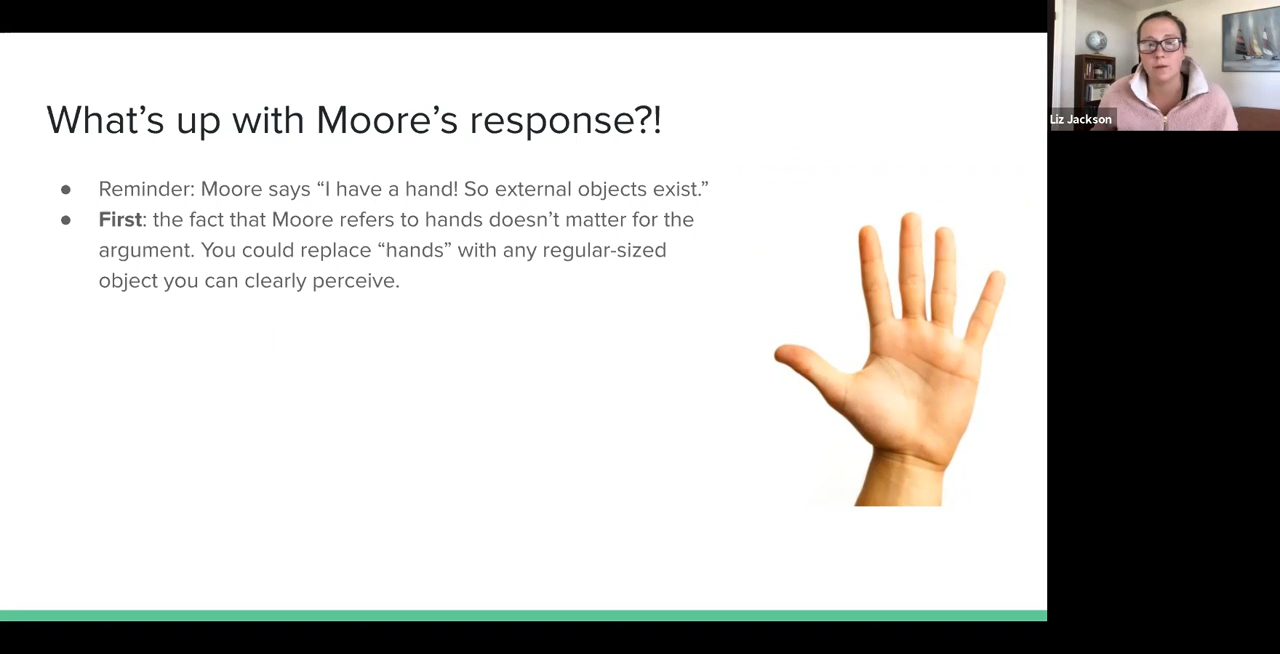 What’s up with Moore’s response?!
● Reminder: Moore says “I have a hand! So external objects exist.”
● First: the fact that Moore refers to hands doesn’t matter for the
argument. You could replace “hands” with any regular-sized
object you can clearly perceive.
Liz Jackson